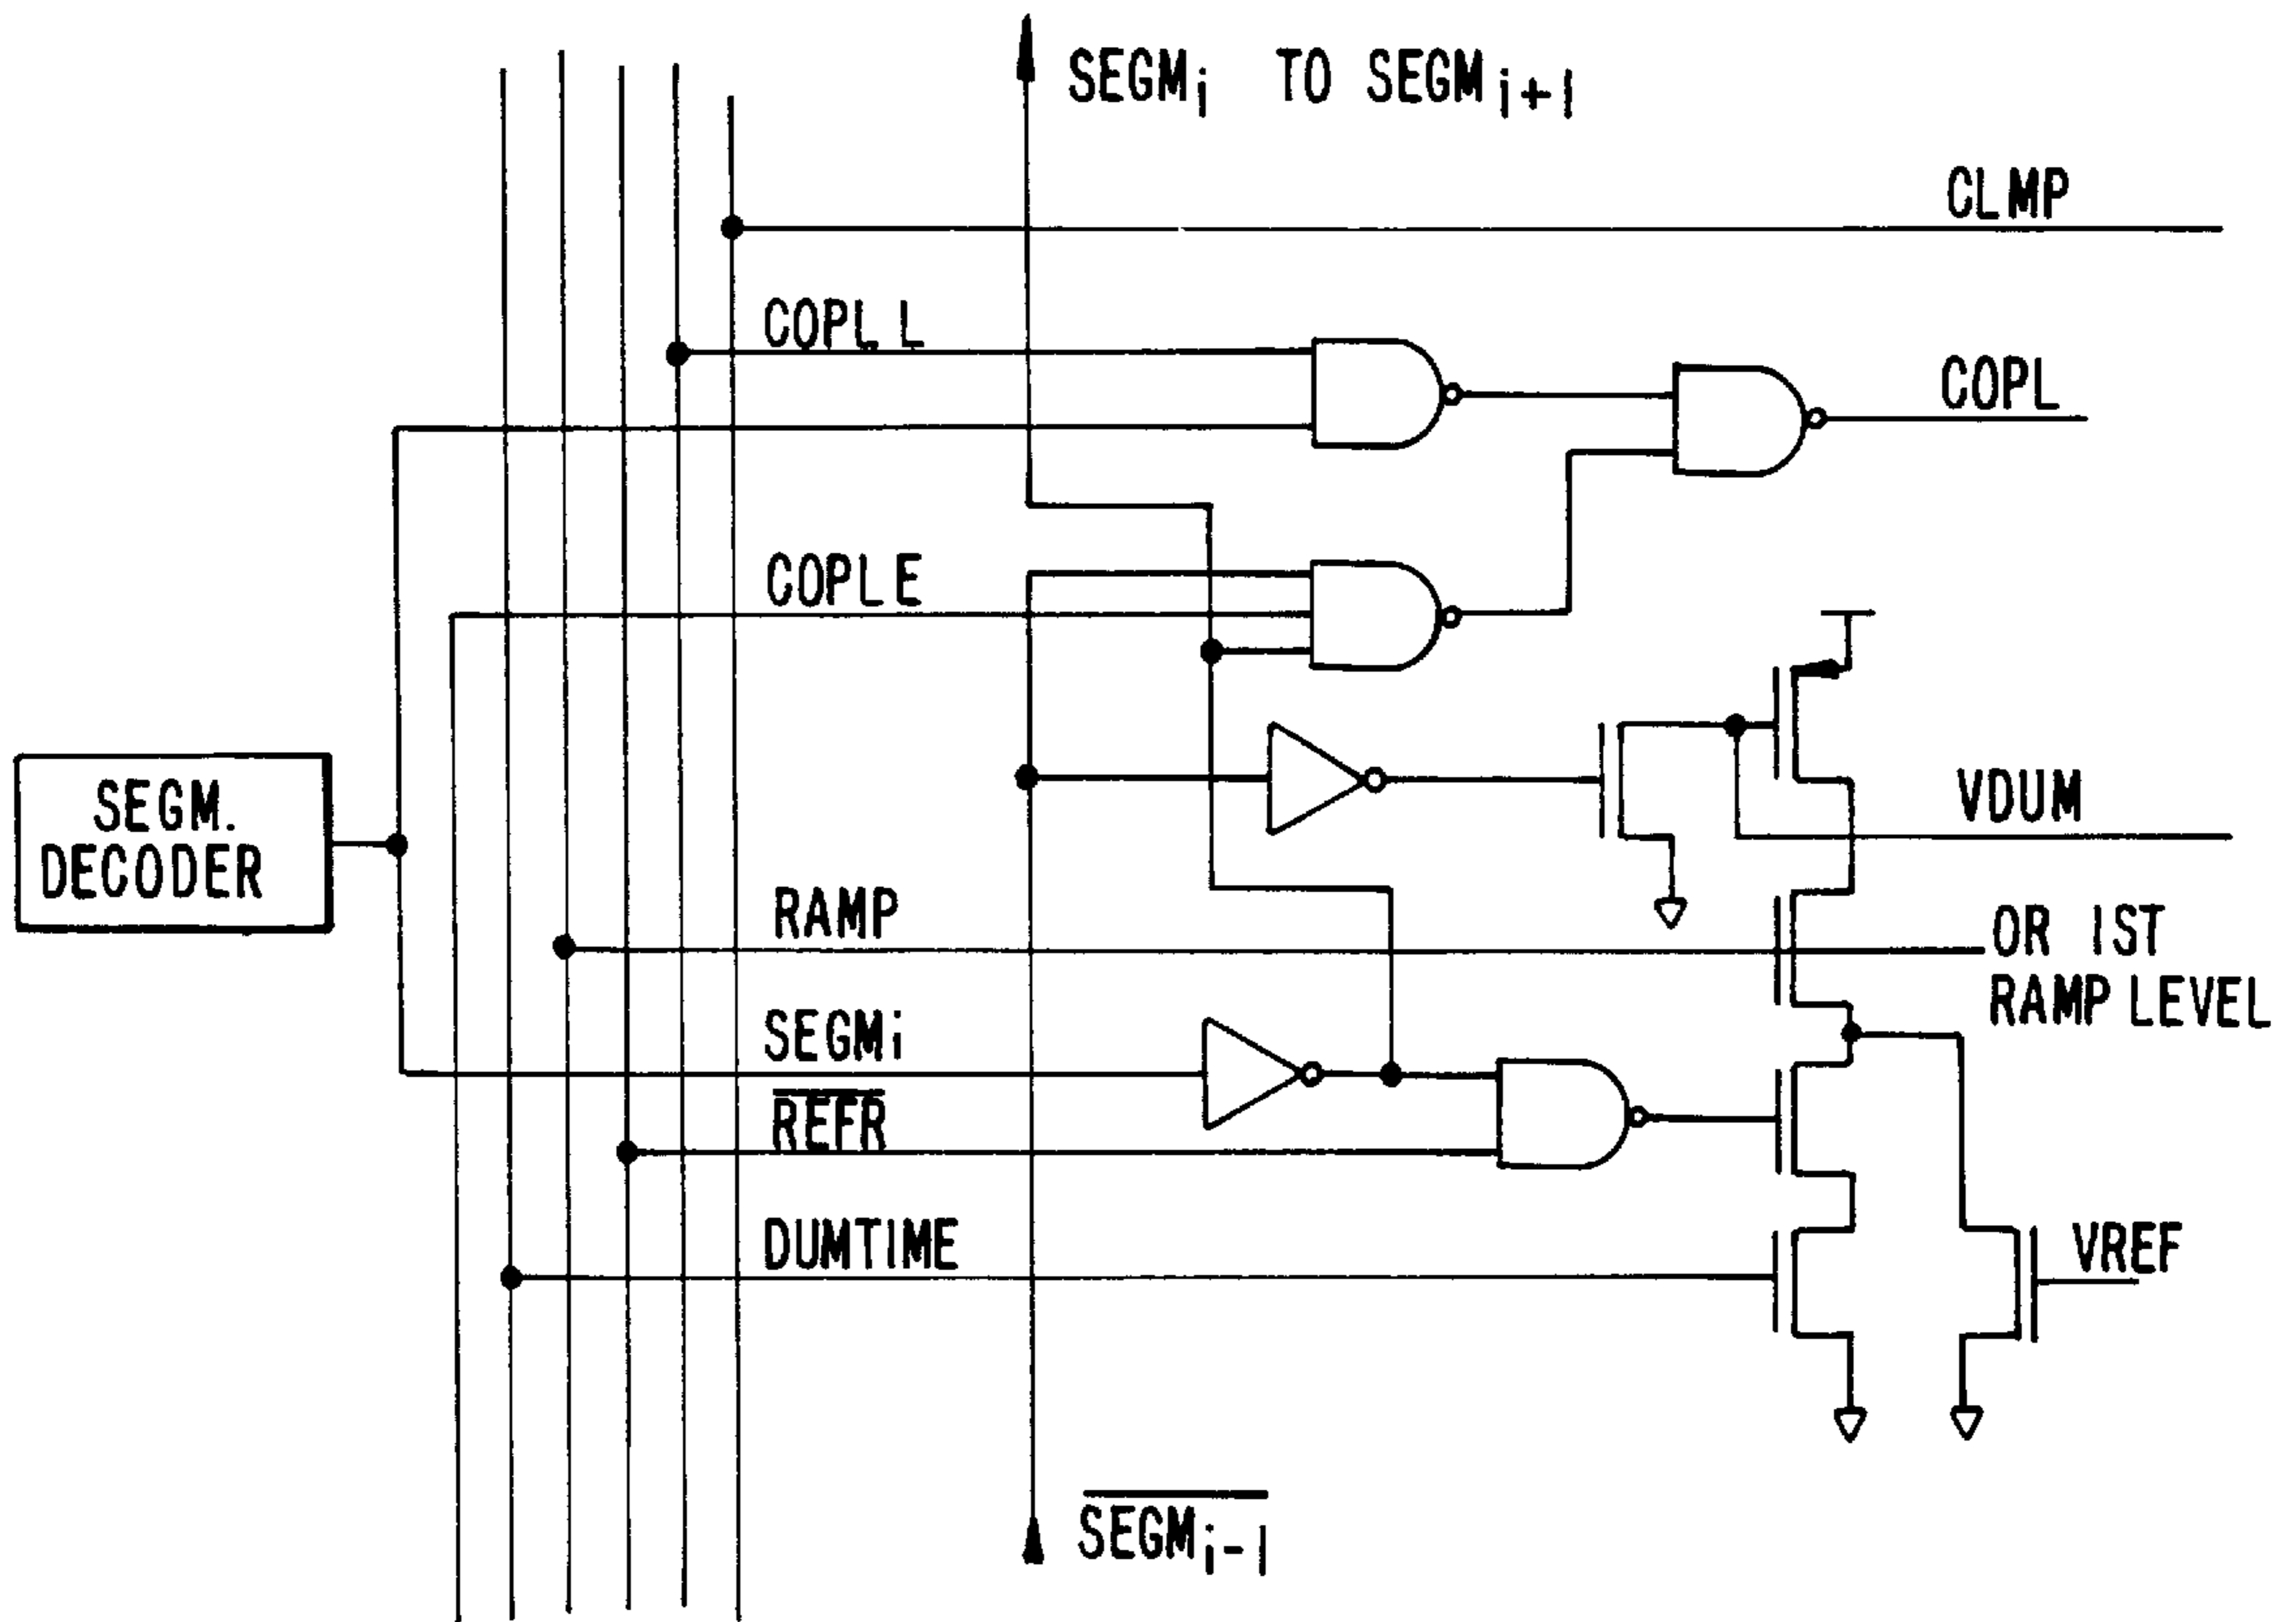 SEGMi TO SEGMi+1
CLMP
COPLL
COPL
COPLE
SEGM.
DECODER
VDUM
RAMP
OR 1ST
RAMP LEVEL
SEGMi
REFR
DUMTIME
VREF
SEGMi-1